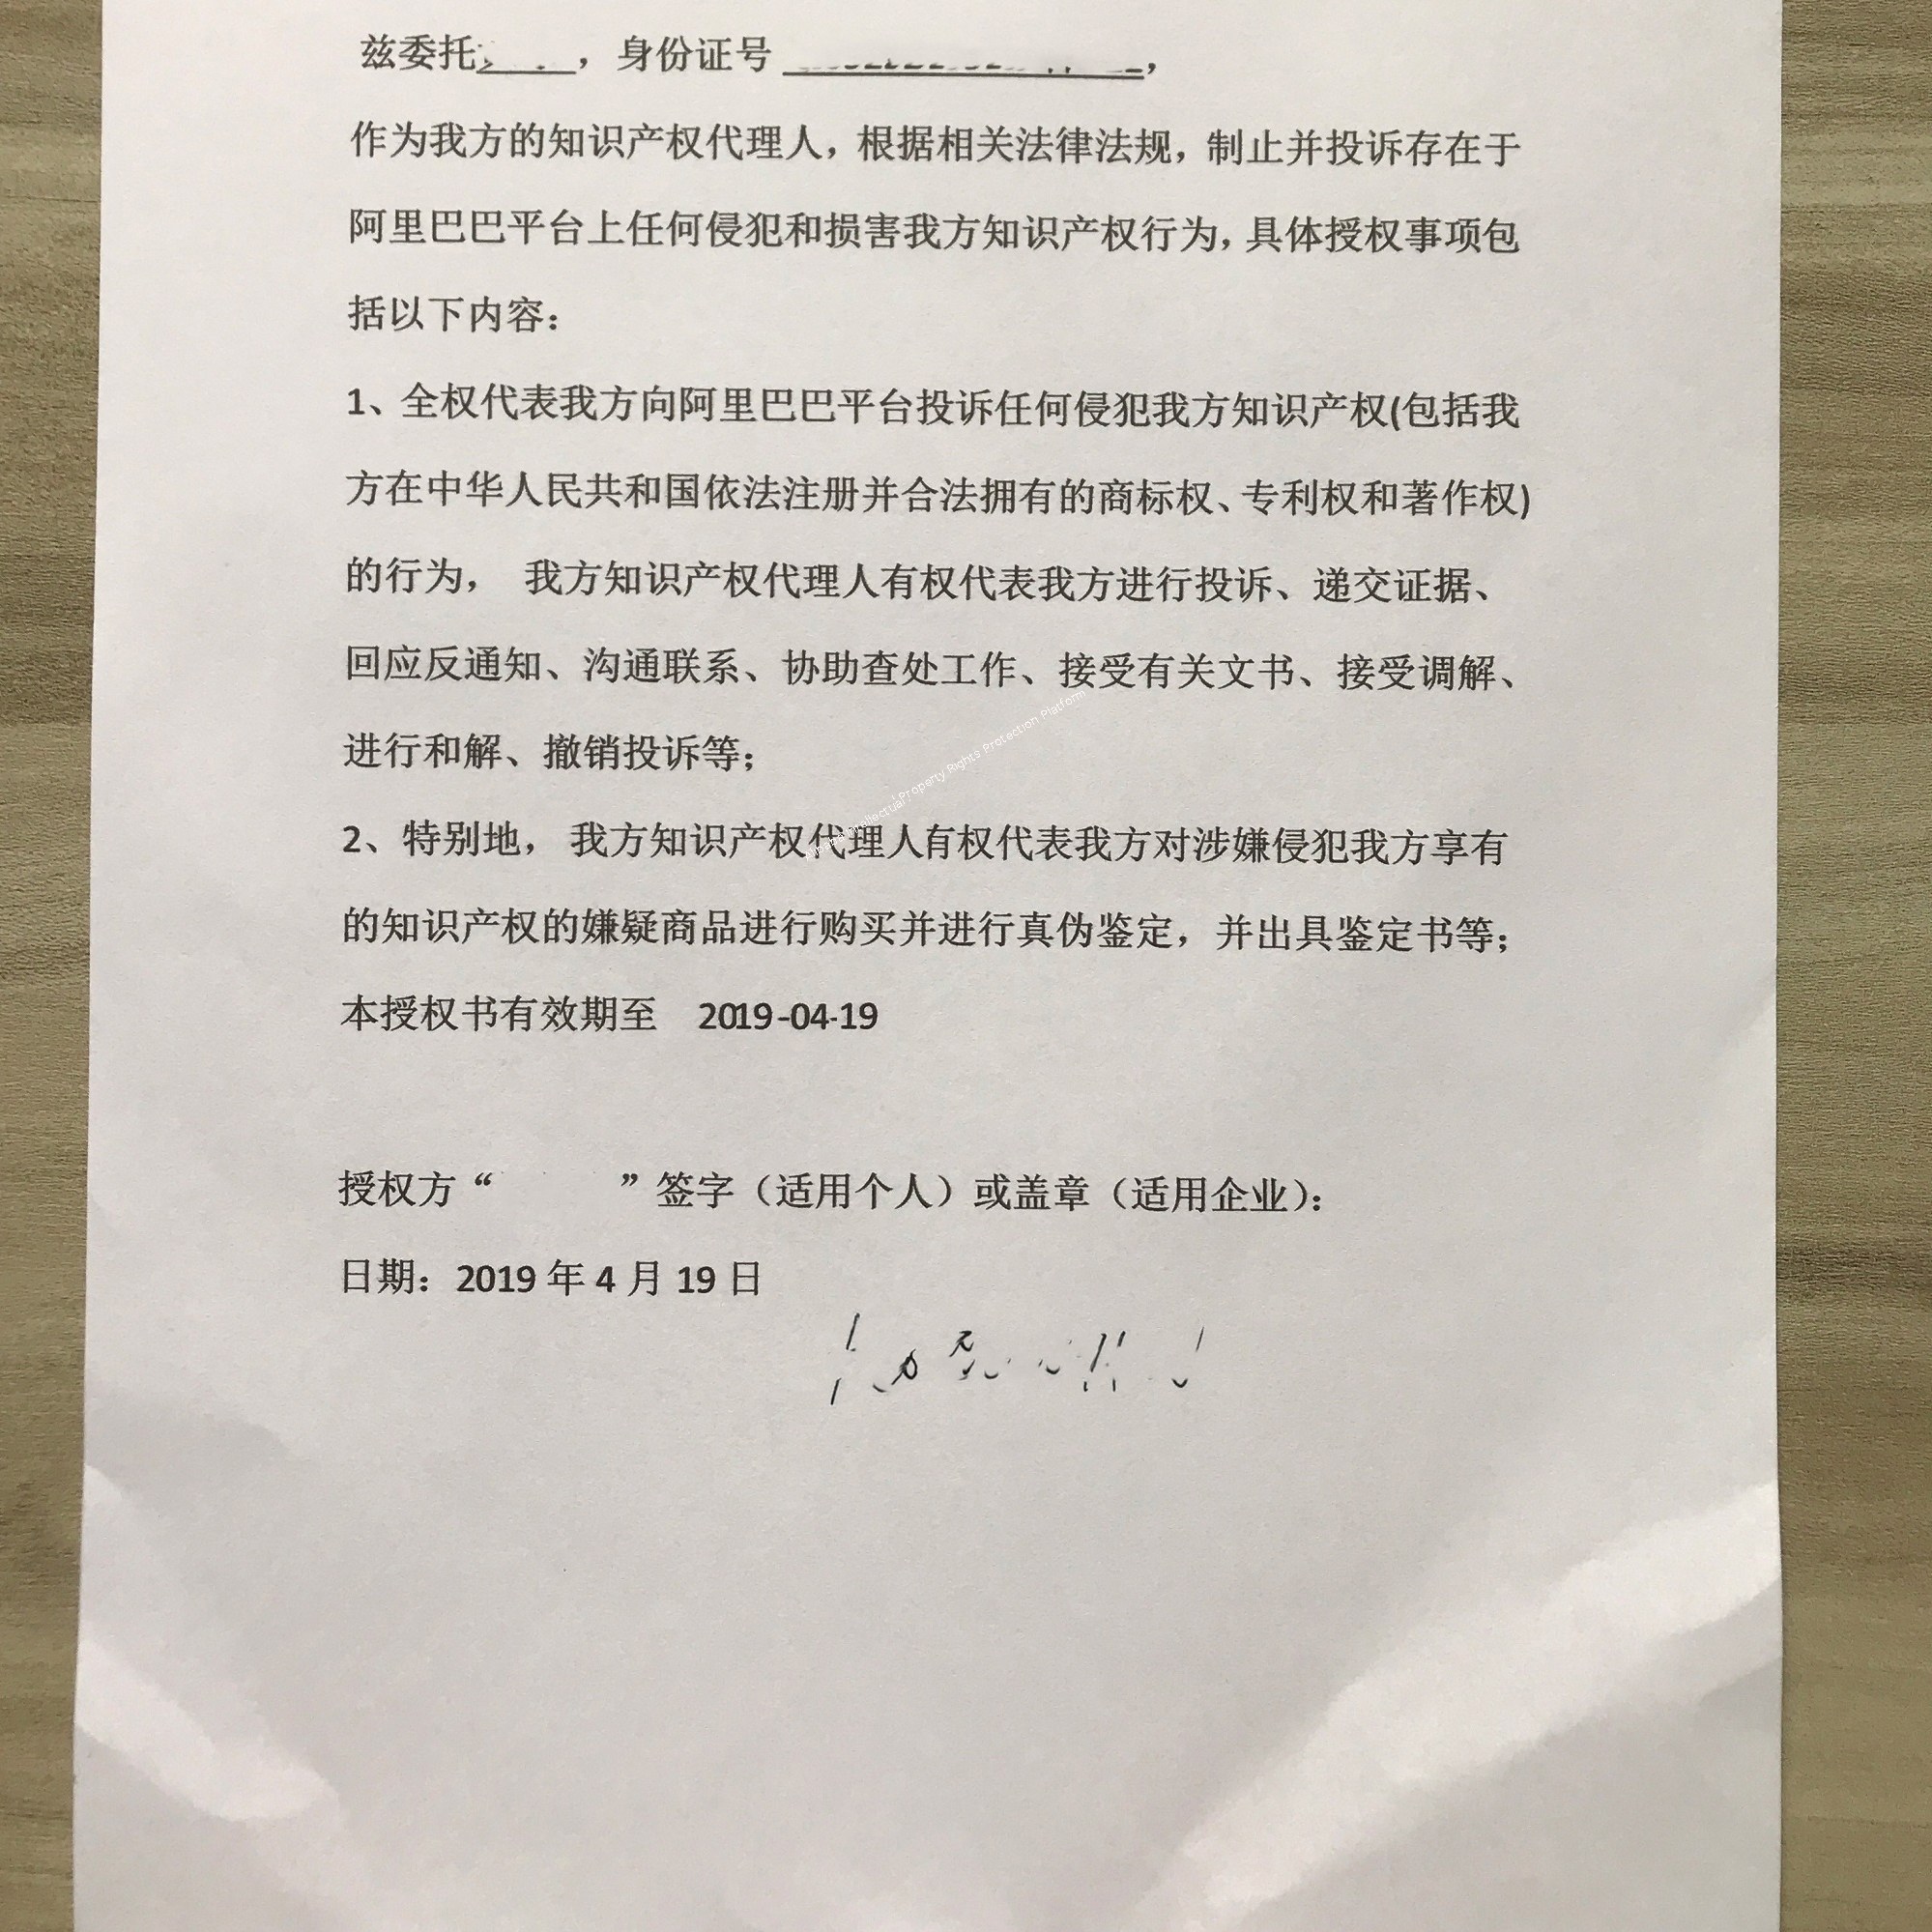 兹委托，身份证号，
作为我方的知识产权代理人，根据相关法律法规，制止并投诉存在于
阿里巴巴平台上任何侵犯和损害我方知识产权行为，具体授权事项包
括以下内容：
1、全权代表我方向阿里巴巴平台投诉任何侵犯我方知识产权(包括我
方在中华人民共和国依法注册并合法拥有的商标权、专利权和著作权)
的行为， 我方知识产权代理人有权代表我方进行投诉、递交证据、
回应反通知、沟通联系、协助查处工作、接受有关文书、接受调解、
进行和解、撤销投诉等；
Property Rights Protection Platform
2、特别地， 我方知识产权代理人有权代表我方对涉嫌侵犯我方享有
的知识产权的嫌疑商品进行购买并进行真伪鉴定，并出具鉴定书等；
本授权书有效期至 2019-04-19
授权方“ ”签字（适用个人）或盖章（适用企业）：
日期：2019 年 4 月 19 日